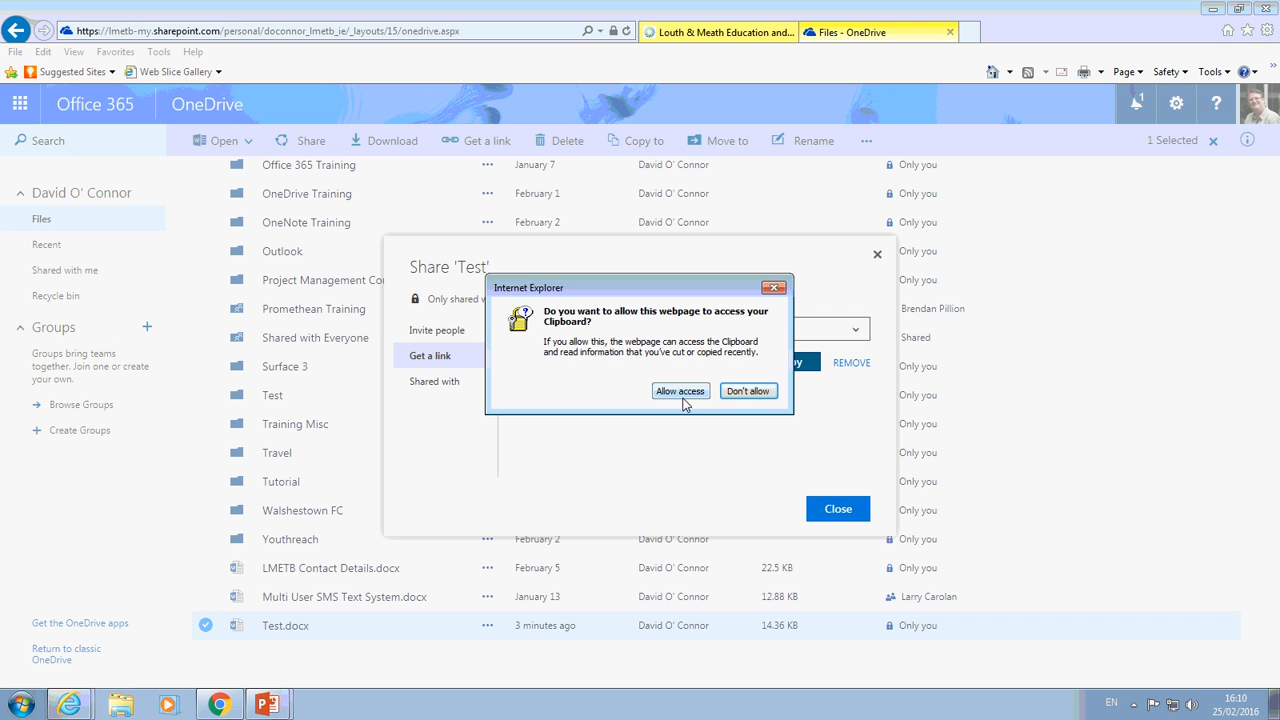 https://lmetb-my.sharepoint.com/personal/doconnor_lmetb_ie/_layouts/15/onedrive.aspx
Louth & Meath Education and...
Files - OneDrive
File Edit View Favorites Tools Help
Suggested Sites Web Slice Gallery
Page Safety Tools
Office 365 OneDrive
1
Search
Open Share Download Get a link Delete Copy to Move to Rename ... 1 Selected
Office 365 Training ... January 7 David O' Connor Only you
David O' Connor
OneDrive Training ... February 1 David O' Connor Only you
Files
OneNote Training ... February 2 David O' Connor Only you
Recent
Outlook Only you
Shared with me
Project Management Co Only you
Recycle bin
Promethean Training Brendan Pillion
Groups
Shared with Everyone Shared
Groups bring teams
together. Join one or create
your own.
Surface 3 Only you
Test Only you
Browse Groups
Training Misc Only you
Create Groups
Travel Only you
Tutorial Only you
Walshestown FC Only you
Youthreach February 2 David O' Connor Only you
LMETB Contact Details.docx ... February 5 David O' Connor 22.5 KB Only you
Multi User SMS Text System.docx ... January 13 David O' Connor 12.88 KB Larry Carolan
Test.docx ... 3 minutes ago David O' Connor 14.36 KB Only you
Get the OneDrive apps
Return to classic
OneDrive
Share 'Test'
Only shared w
Invite people
Get a link
Shared with
py REMOVE
Close
Internet Explorer
Do you want to allow this webpage to access your
Clipboard?
If you allow this, the webpage can access the Clipboard
and read information that you've cut or copied recently.
Allow access Don't allow
EN
16:10
25/02/2016